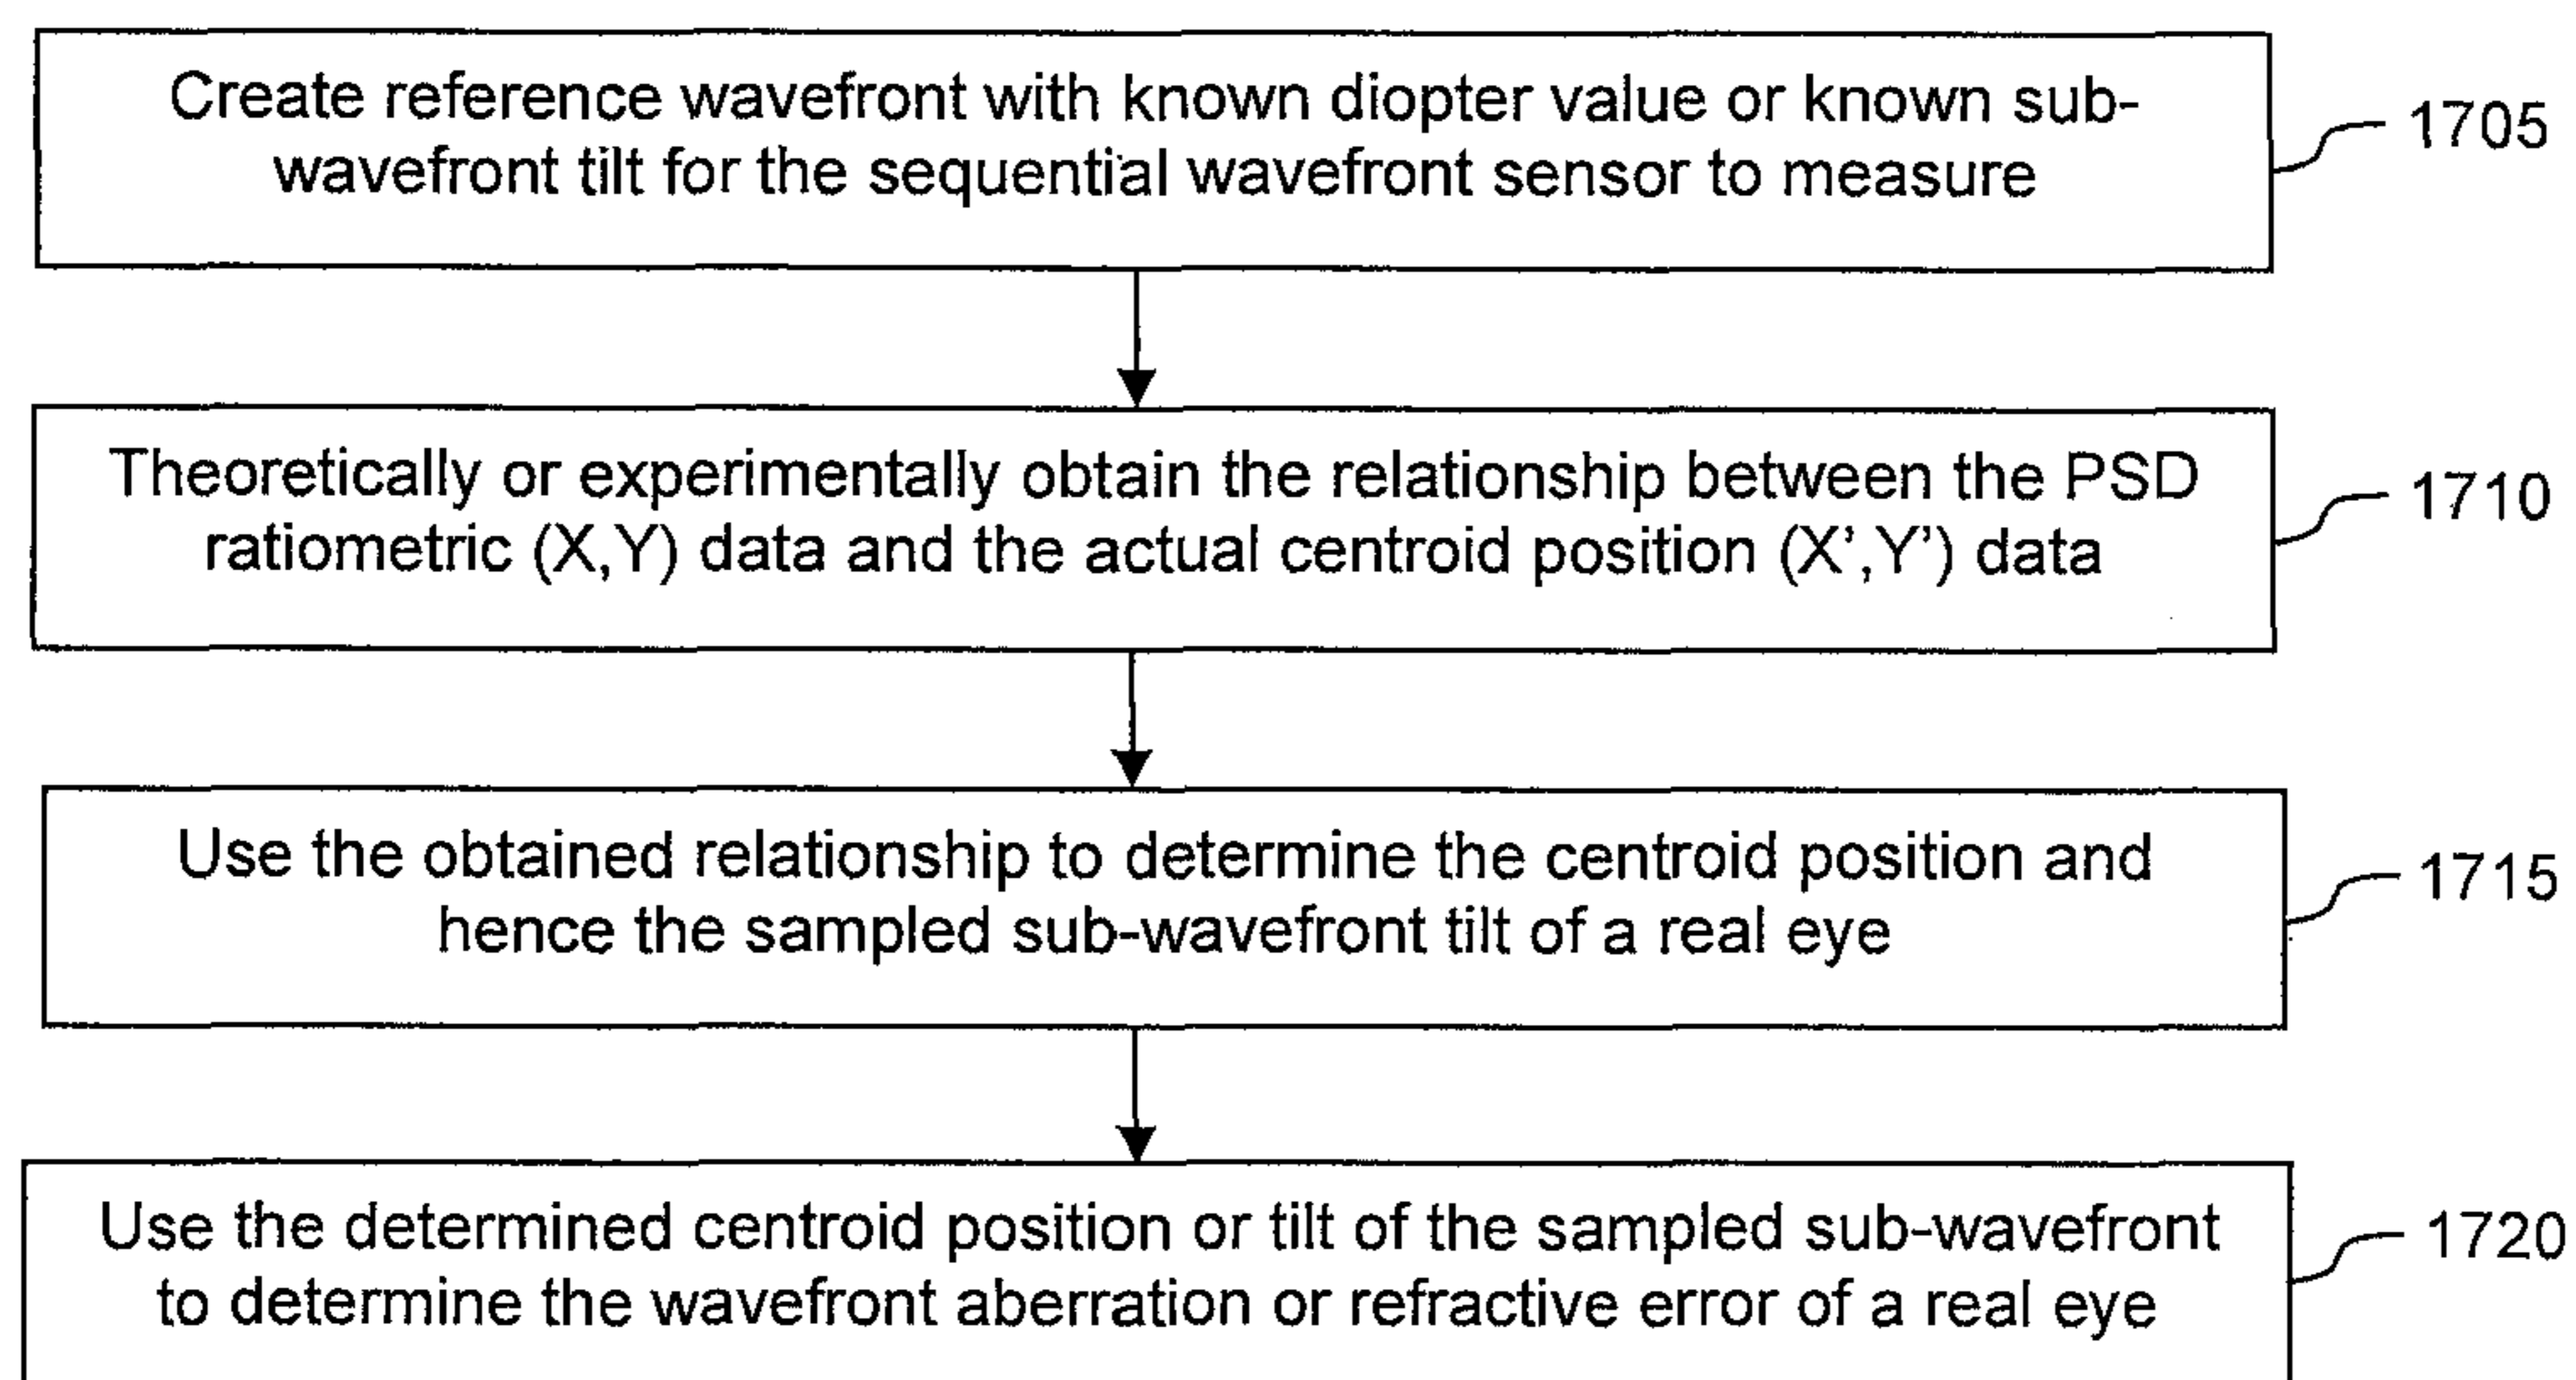 Create reference wavefront with known diopter value or known sub-
wavefront tilt for the sequential wavefront sensor to measure
1705
Theoretically or experimentally obtain the relationship between the PSD
ratiometric (X,Y) data and the actual centroid position (X’,Y’) data
1710
Use the obtained relationship to determine the centroid position and
hence the sampled sub-wavefront tilt of a real eye
1715
Use the determined centroid position or tilt of the sampled sub-wavefront
to determine the wavefront aberration or refractive error of a real eye
1720